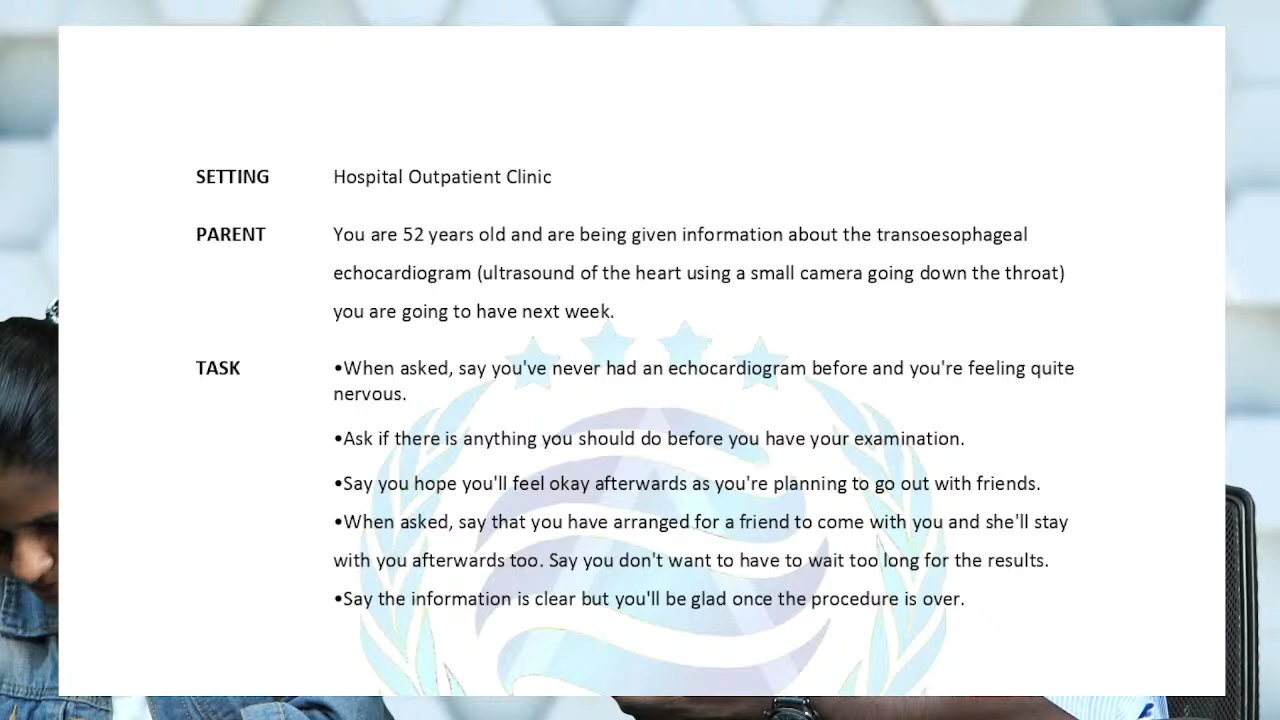 SETTING Hospital Outpatient Clinic
PARENT You are 52 years old and are being given information about the transoesophageal
echocardiogram (ultrasound of the heart using a small camera going down the throat)
you are going to have next week.
TASK •When asked, say you've never had an echocardiogram before and you're feeling quite
nervous.
•Ask if there is anything you should do before you have your examination.
•Say you hope you'll feel okay afterwards as you're planning to go out with friends.
•When asked, say that you have arranged for a friend to come with you and she'll stay
with you afterwards too. Say you don't want to have to wait too long for the results.
•Say the information is clear but you'll be glad once the procedure is over.